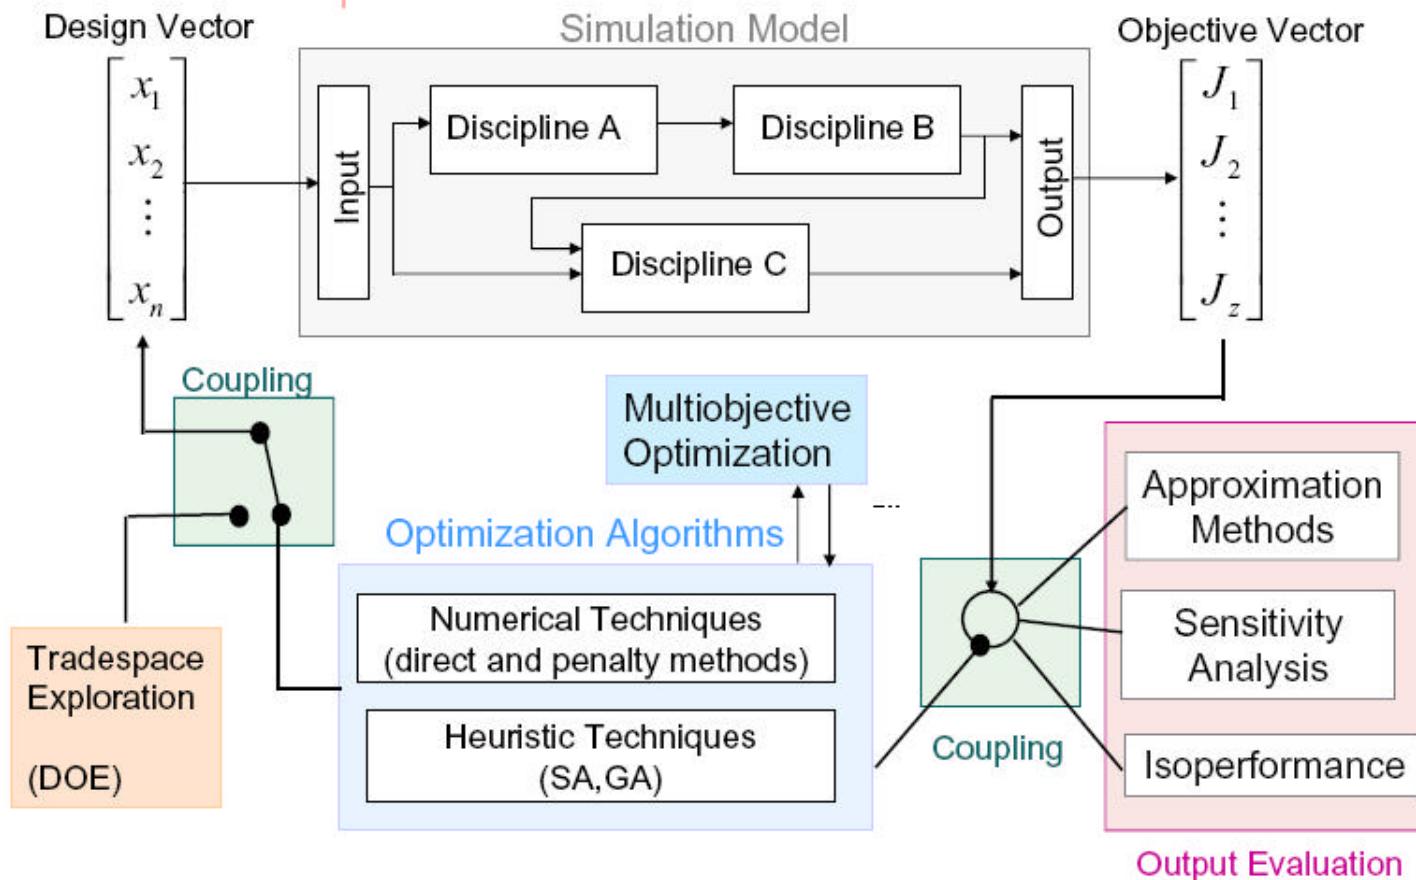 Design Vector
Simulation Model
Objective Vector
x1
x2
⋮
xn
Input
Discipline A
Discipline B
Discipline C
Output
J1
J2
⋮
Jz
Coupling
Multiobjective
Optimization
Optimization Algorithms
Numerical Techniques
(direct and penalty methods)
Heuristic Techniques
(SA,GA)
Tradespace
Exploration
(DOE)
Coupling
Approximation
Methods
Sensitivity
Analysis
Isoperformance
Output Evaluation